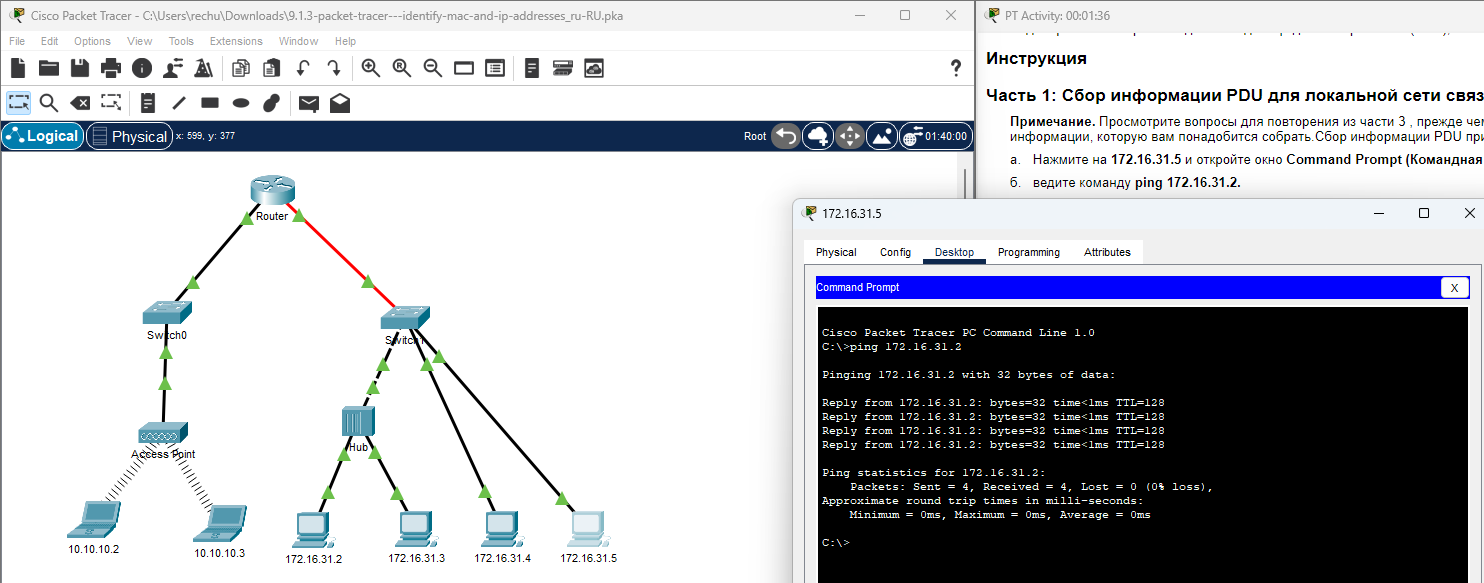 Cisco Packet Tracer - C:\Users\rechu\Downloads\9.1.3-packet-tracer---identify-mac-and-ip-addresses_ru-RU.pka
File Edit Options View Tools Extensions Window Help
?
Logical Physical x: 599, y: 377 Root 01:40:00
Router
Switch0
Switch1
Hub
Access Point
10.10.10.2
10.10.10.3
172.16.31.2
172.16.31.3
172.16.31.4
172.16.31.5
PT Activity: 00:01:36
Инструкция
Часть 1: Сбор информации PDU для локальной сети связ
Примечание. Просмотрите вопросы для повторения из части 3 , прежде чем
информации, которую вам понадобится собрать.Сбор информации PDU при
а. Нажмите на 172.16.31.5 и откройте окно Command Prompt (Командная
б. ведите команду ping 172.16.31.2.
172.16.31.5
Physical Config Desktop Programming Attributes
Command Prompt X
Cisco Packet Tracer PC Command Line 1.0
C:\>ping 172.16.31.2
Pinging 172.16.31.2 with 32 bytes of data:
Reply from 172.16.31.2: bytes=32 time<1ms TTL=128
Reply from 172.16.31.2: bytes=32 time<1ms TTL=128
Reply from 172.16.31.2: bytes=32 time<1ms TTL=128
Reply from 172.16.31.2: bytes=32 time<1ms TTL=128
Ping statistics for 172.16.31.2:
Packets: Sent = 4, Received = 4, Lost = 0 (0% loss),
Approximate round trip times in milli-seconds:
Minimum = 0ms, Maximum = 0ms, Average = 0ms
C:\>